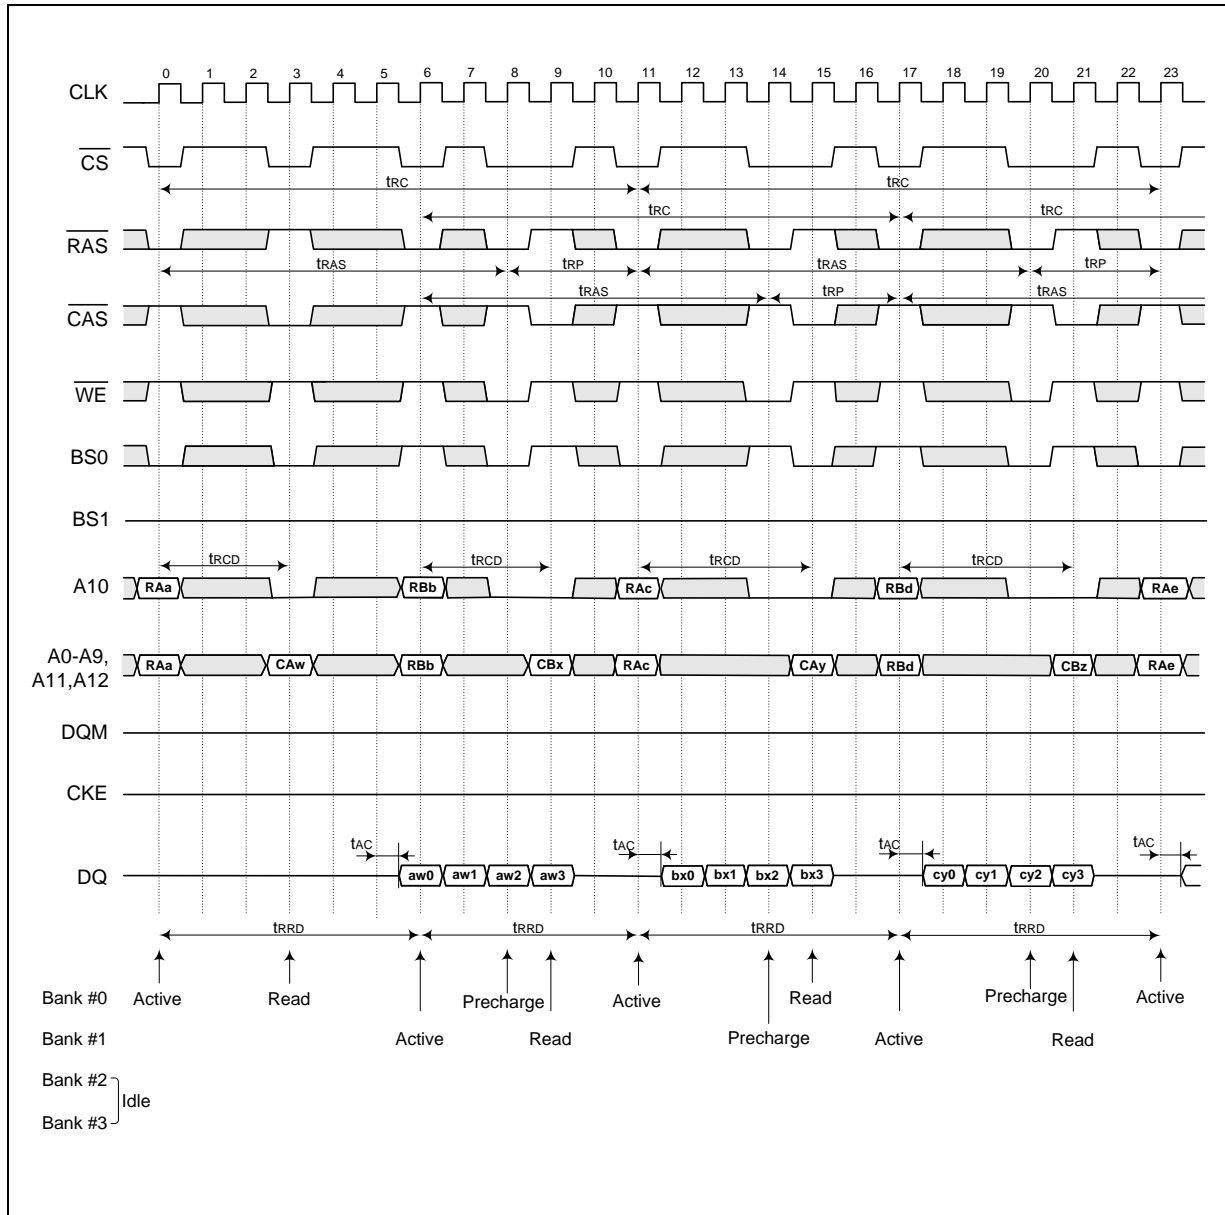 0 1 2 3 4 5 6 7 8 9 10 11 12 13 14 15 16 17 18 19 20 21 22 23
CLK
CS
tRC tRC
tRC tRC
RAS
tRAS tRP tRAS tRP
tRAS tRP tRAS
CAS
WE
BS0
BS1
tRCD tRCD tRCD tRCD
A10 RAa RBb RAc RBd RAe
A0-A9,
A11,A12
RAa CAw RBb CBx RAc CAy RBd CBz RAe
DQM
CKE
tAC tAC tAC tAC
DQ aw0 aw1 aw2 aw3 bx0 bx1 bx2 bx3 cy0 cy1 cy2 cy3
tRRD tRRD tRRD tRRD
Bank #0 Active Read Precharge Active Read Precharge Active
Bank #1 Active Read Precharge Active Read
Bank #2
Idle
Bank #3